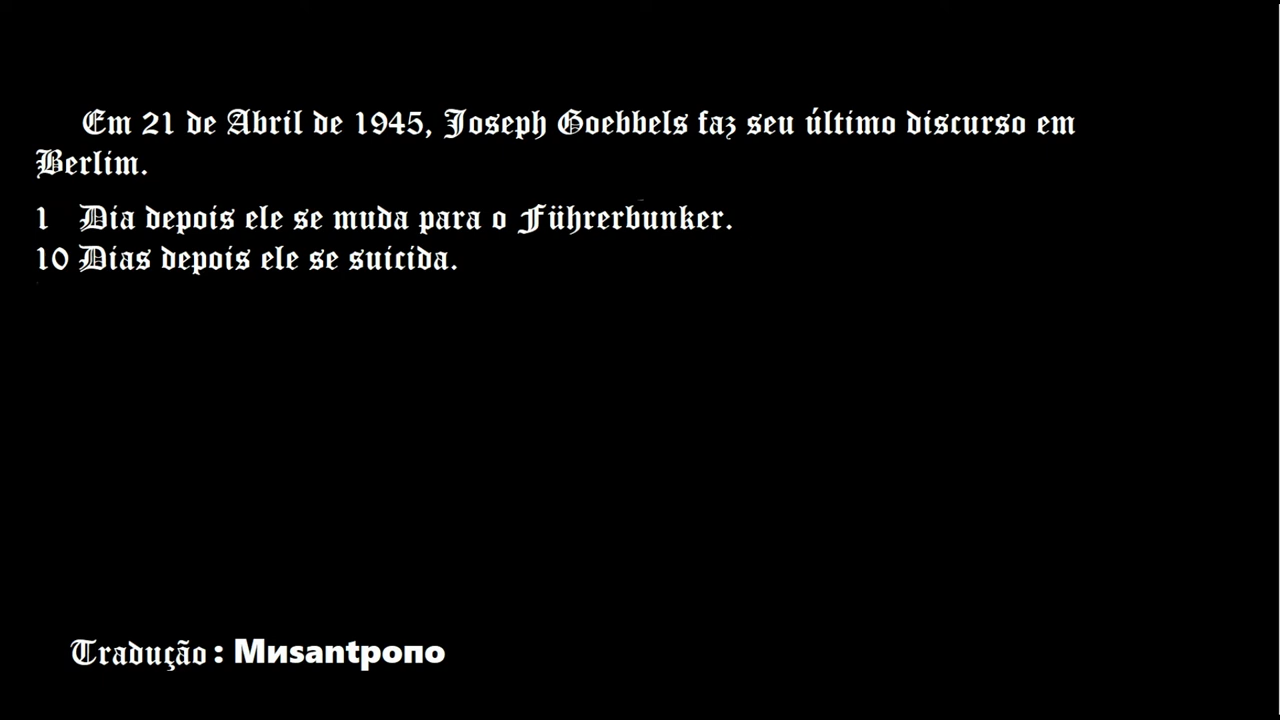 Em 21 de Abril de 1945, Joseph Goebbels faz seu último discurso em
Berlim.
1 Dia depois ele se muda para o Führerbunker.
10 Dias depois ele se suicida.
Tradução : Миsantропо